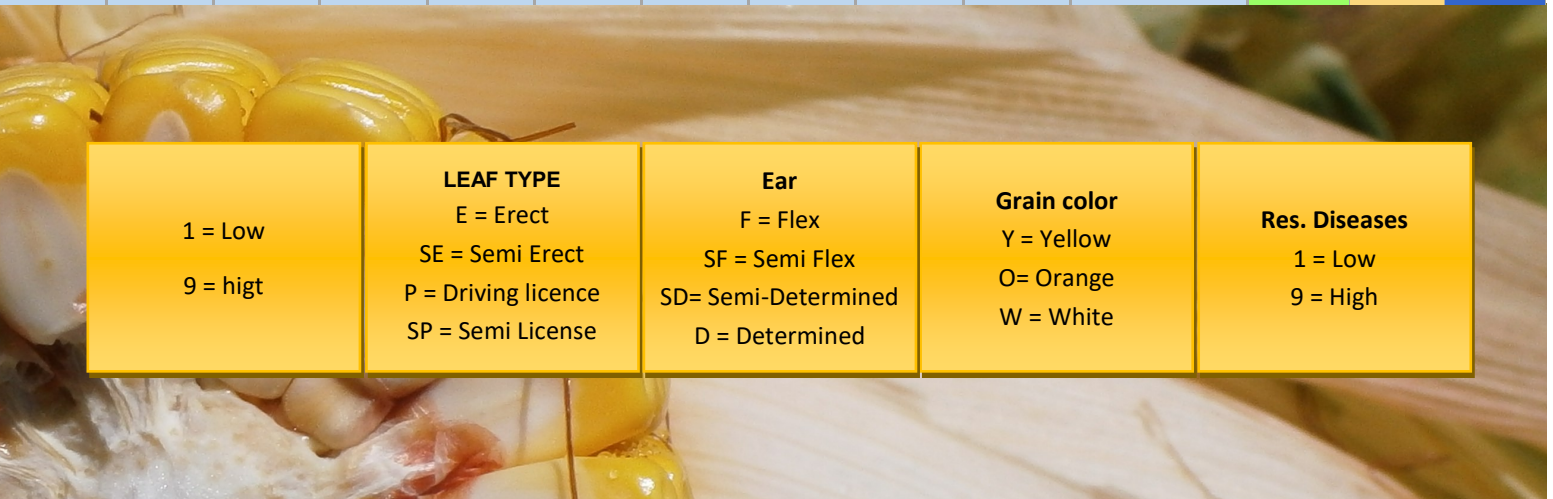 1 = Low
9 = higt
LEAF TYPE
E = Erect
SE = Semi Erect
P = Driving licence
SP = Semi License
Ear
F = Flex
SF = Semi Flex
SD= Semi-Determined
D = Determined
Grain color
Y = Yellow
O= Orange
W = White
Res. Diseases
1 = Low
9 = High